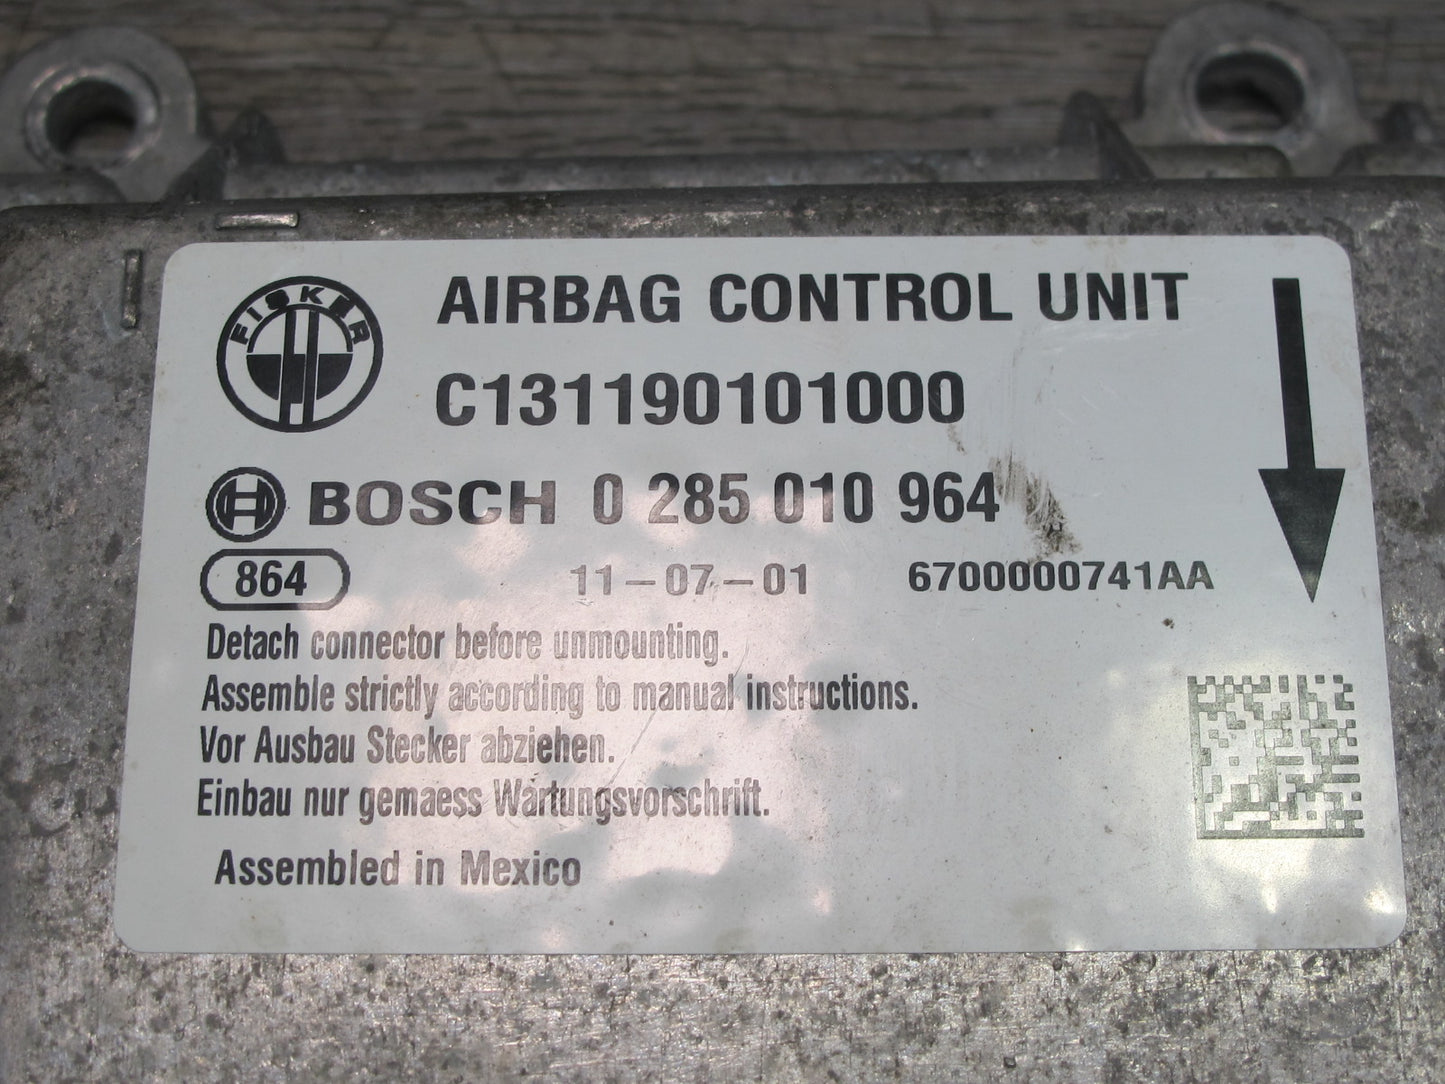 FISKER
AIRBAG CONTROL UNIT
C131190101000
BOSCH 0 285 010 964
864 11-07-01 6700000741AA
Detach connector before unmounting.
Assemble strictly according to manual instructions.
Vor Ausbau Stecker abziehen.
Einbau nur gemaess Wartungsvorschrift.
Assembled in Mexico